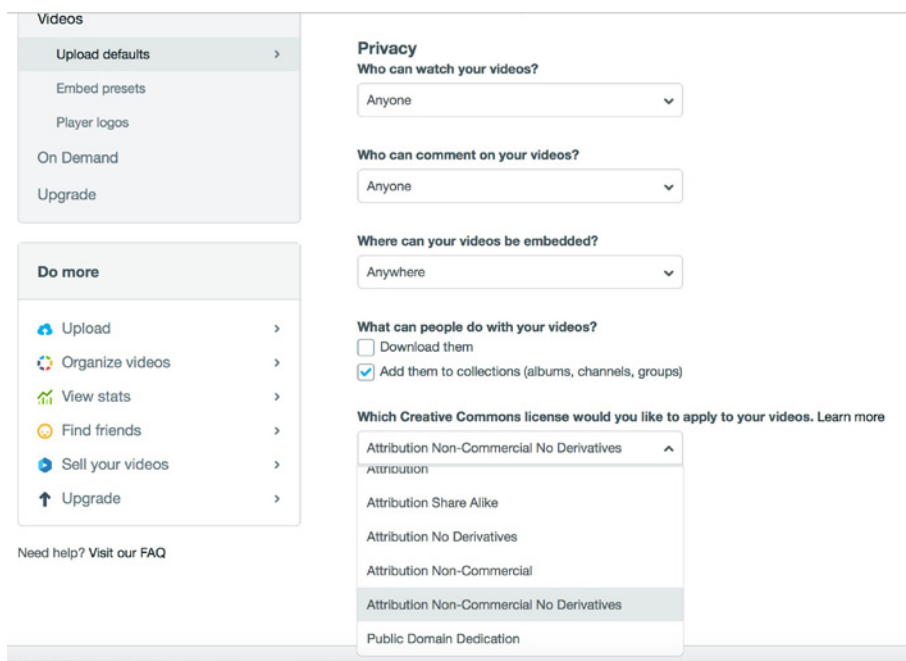 Videos
Upload defaults
Embed presets
Player logos
On Demand
Upgrade
Do more
Upload
Organize videos
View stats
Find friends
Sell your videos
Upgrade
Need help? Visit our FAQ
Privacy
Who can watch your videos?
Anyone
Who can comment on your videos?
Anyone
Where can your videos be embedded?
Anywhere
What can people do with your videos?
Download them
Add them to collections (albums, channels, groups)
Which Creative Commons license would you like to apply to your videos. Learn more
Attribution Non-Commercial No Derivatives
Attribution
Attribution Share Alike
Attribution No Derivatives
Attribution Non-Commercial
Attribution Non-Commercial No Derivatives
Public Domain Dedication